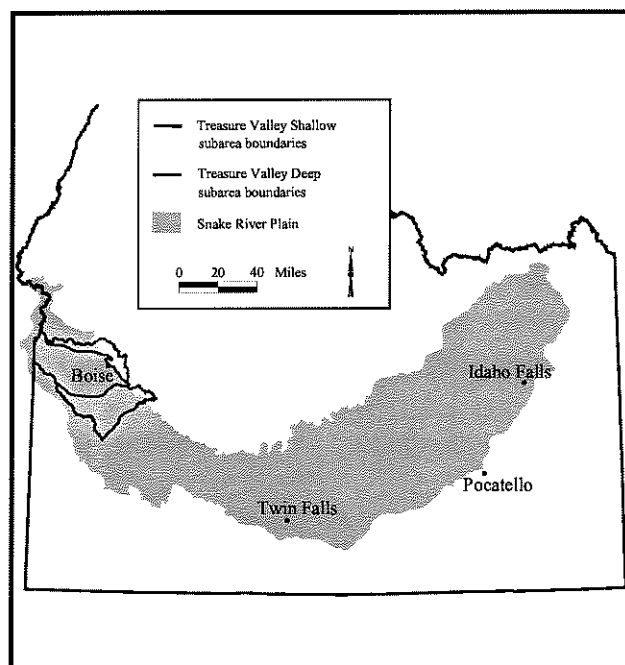 Treasure Valley Shallow
subarea boundaries
Treasure Valley Deep
subarea boundaries
Snake River Plain
N
0 20 40 Miles
Boise
Idaho Falls
Pocatello
Twin Falls